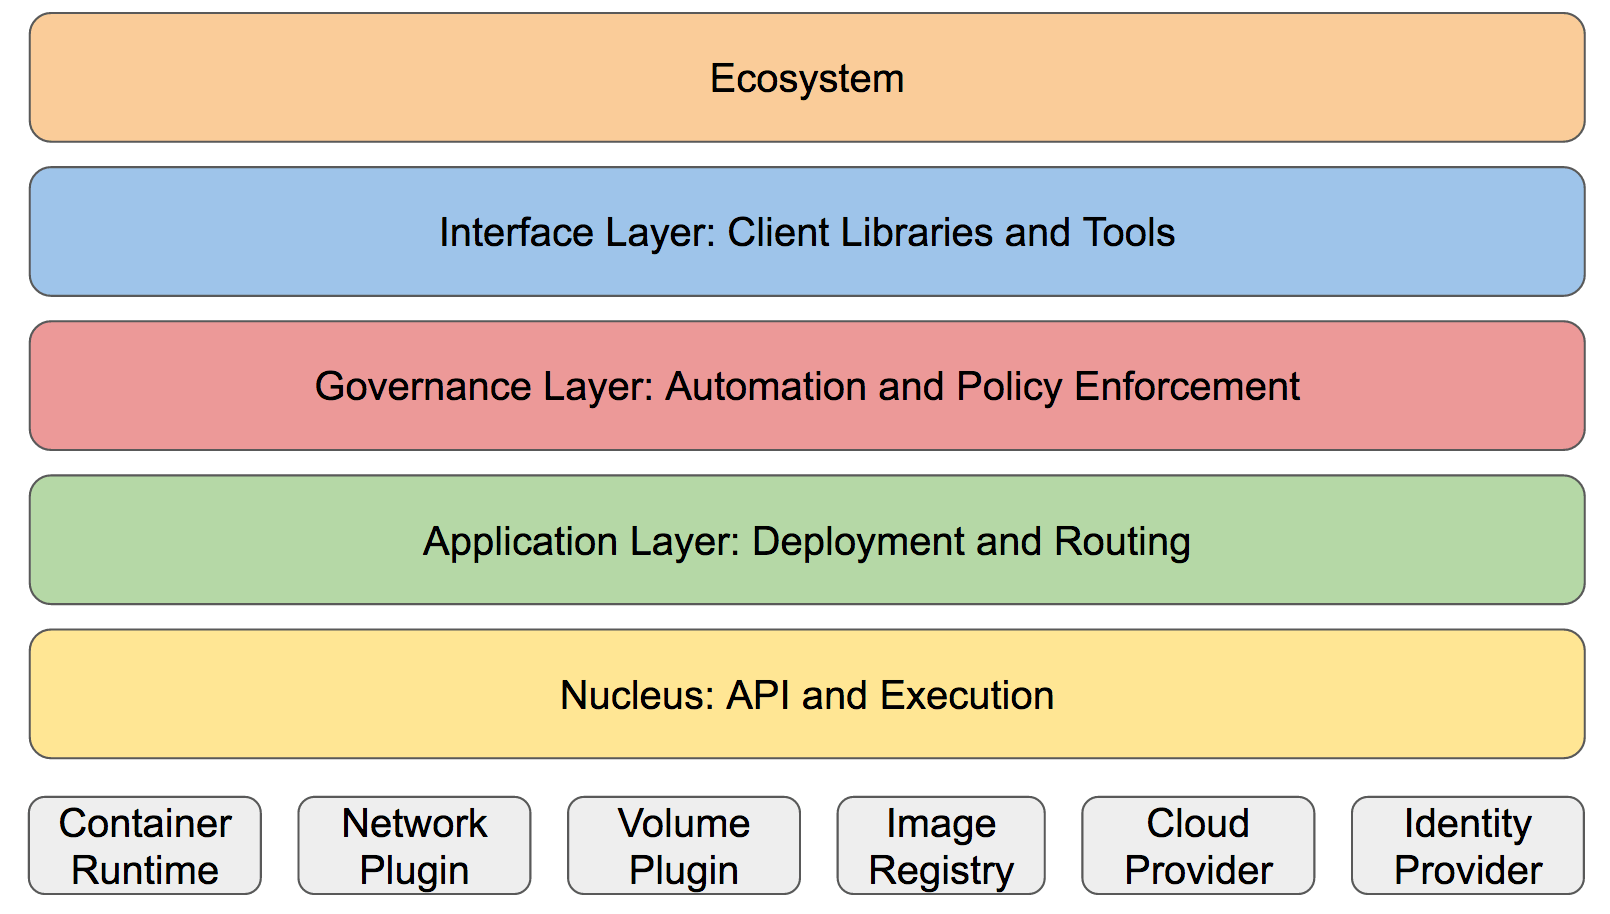 Ecosystem
Interface Layer: Client Libraries and Tools
Governance Layer: Automation and Policy Enforcement
Application Layer: Deployment and Routing
Nucleus: API and Execution
Container
Runtime
Network
Plugin
Volume
Plugin
Image
Registry
Cloud
Provider
Identity
Provider